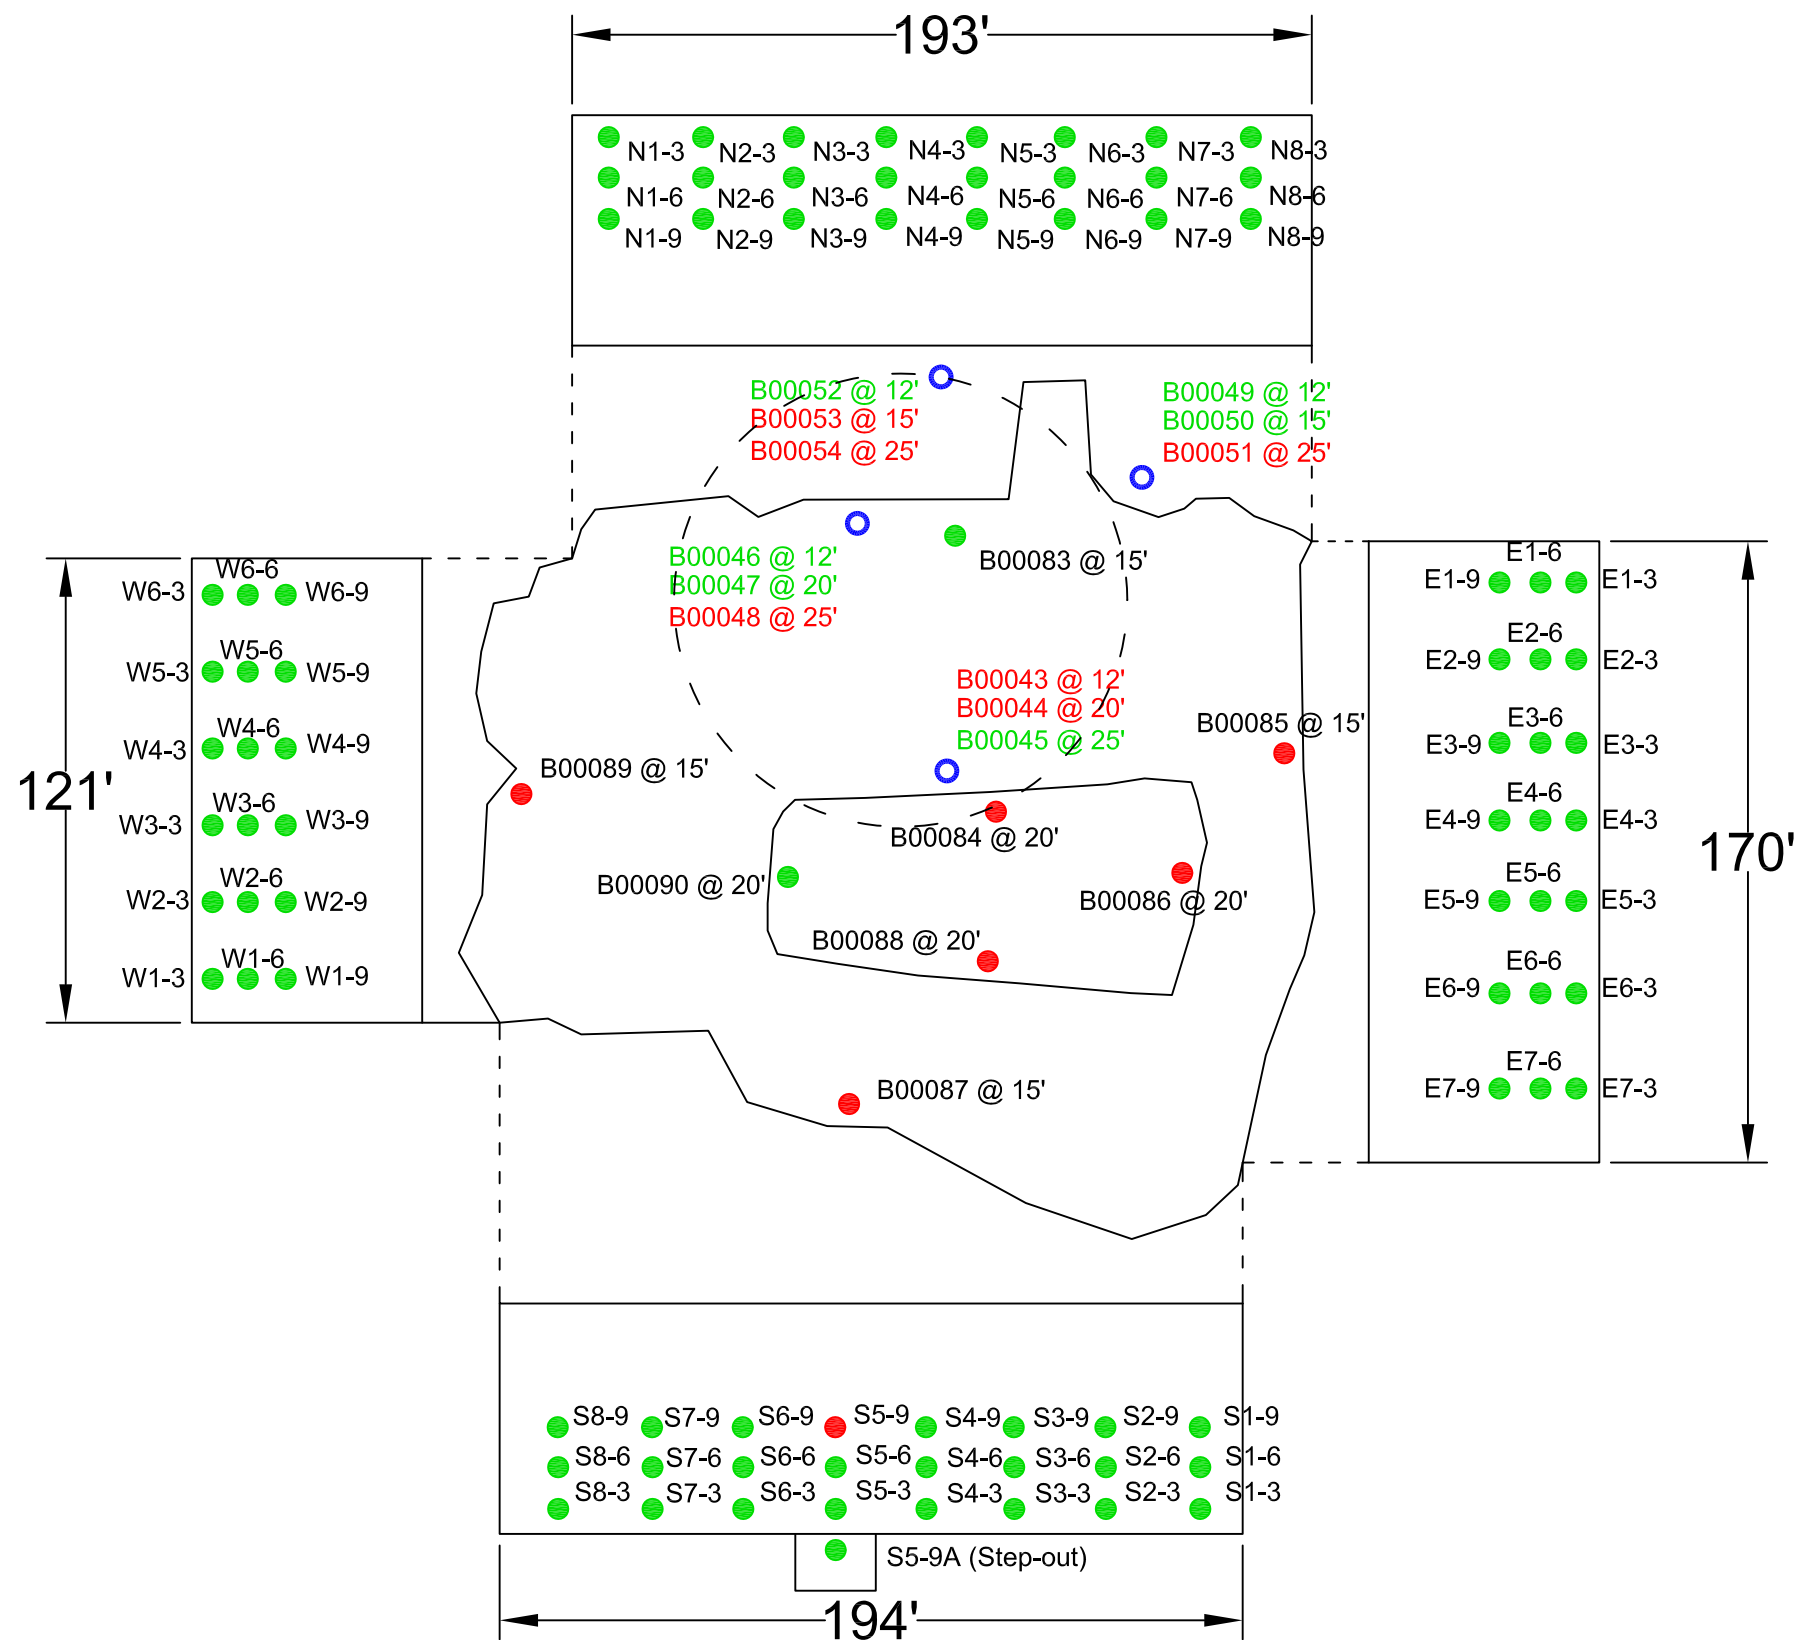 193'
N1-3 N2-3 N3-3 N4-3 N5-3 N6-3 N7-3 N8-3
N1-6 N2-6 N3-6 N4-6 N5-6 N6-6 N7-6 N8-6
N1-9 N2-9 N3-9 N4-9 N5-9 N6-9 N7-9 N8-9
B00052 @ 12'
B00053 @ 15'
B00054 @ 25'
B00049 @ 12'
B00050 @ 15'
B00051 @ 25'
B00046 @ 12'
B00047 @ 20'
B00048 @ 25'
B00083 @ 15'
B00043 @ 12'
B00044 @ 20'
B00045 @ 25'
B00085 @ 15'
B00089 @ 15'
B00084 @ 20'
B00090 @ 20'
B00086 @ 20'
B00088 @ 20'
B00087 @ 15'
121'
W6-6
W6-3 W6-9
W5-6
W5-3 W5-9
W4-6
W4-3 W4-9
W3-6
W3-3 W3-9
W2-6
W2-3 W2-9
W1-6
W1-3 W1-9
E1-6
E1-9 E1-3
E2-6
E2-9 E2-3
E3-6
E3-9 E3-3
E4-6
E4-9 E4-3
E5-6
E5-9 E5-3
E6-6
E6-9 E6-3
E7-6
E7-9 E7-3
170'
S8-9 S7-9 S6-9 S5-9 S4-9 S3-9 S2-9 S1-9
S8-6 S7-6 S6-6 S5-6 S4-6 S3-6 S2-6 S1-6
S8-3 S7-3 S6-3 S5-3 S4-3 S3-3 S2-3 S1-3
S5-9A (Step-out)
194'